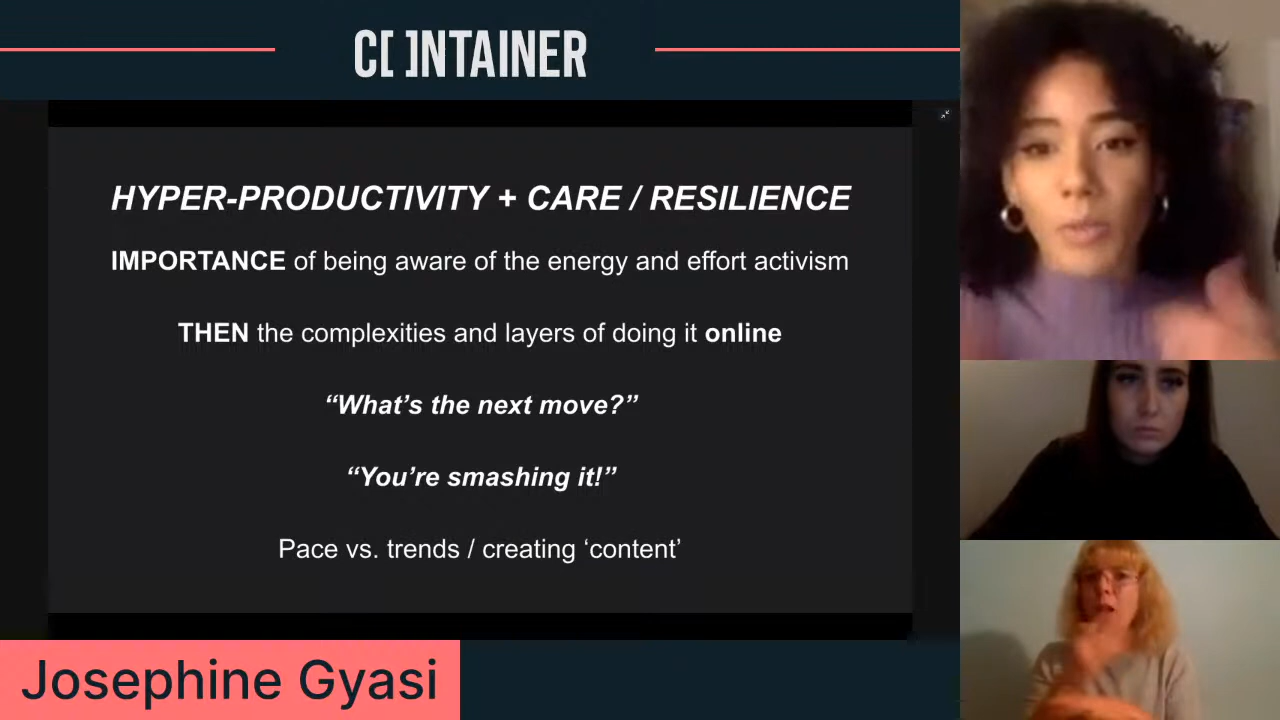 C[ ]NTAINER
HYPER-PRODUCTIVITY + CARE / RESILIENCE
IMPORTANCE of being aware of the energy and effort activism
THEN the complexities and layers of doing it online
“What’s the next move?”
“You’re smashing it!”
Pace vs. trends / creating ‘content’
Josephine Gyasi